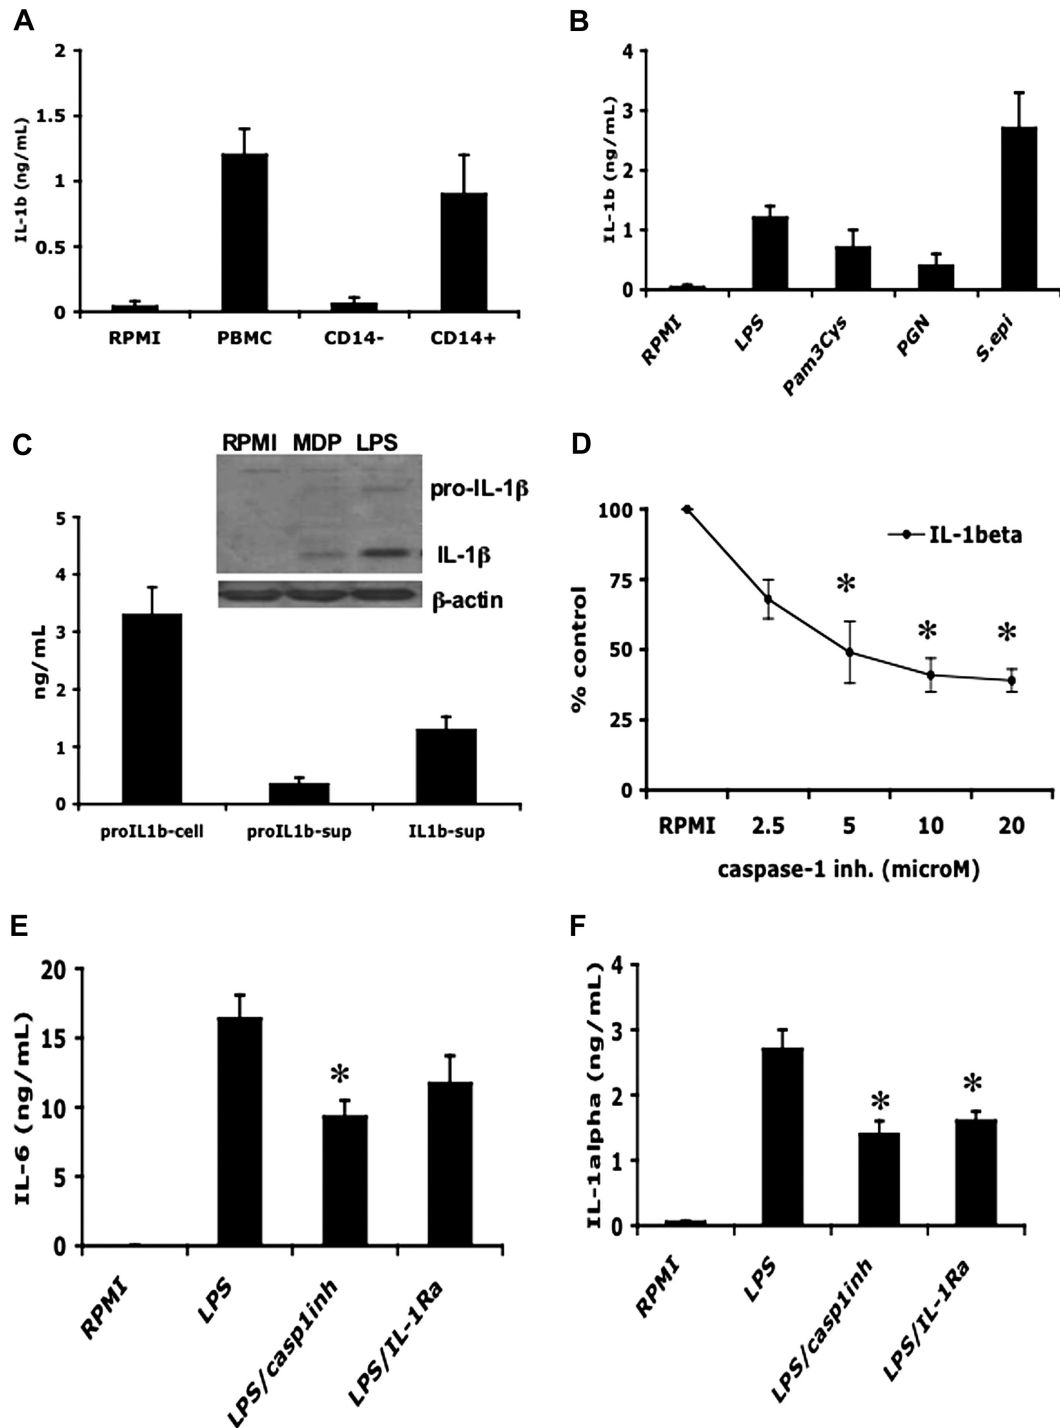 A
IL-1b (ng/mL)
2
1.5
1
0.5
0
RPMI PBMC CD14- CD14+
B
IL-1b (ng/mL)
4
3
2
1
0
RPMI LPS Pam3Cys PGN S.epi
C
RPMI MDP LPS
pro-IL-1β
IL-1β
β-actin
ng/mL
5
4
3
2
1
0
proIL1b-cell proIL1b-sup IL1b-sup
D
% control
100
75
50
25
0
IL-1beta
*
*
*
RPMI 2.5 5 10 20
caspase-1 inh. (microM)
E
IL-6 (ng/mL)
20
15
10
5
0
*
RPMI LPS LPS/casp1inh LPS/IL-1Ra
F
IL-1alpha (ng/mL)
4
3
2
1
0
*
*
RPMI LPS LPS/casp1inh LPS/IL-1Ra